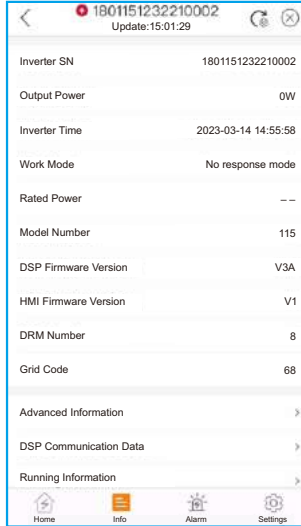 1801151232210002
Update:15:01:29
Inverter SN 1801151232210002
Output Power 0W
Inverter Time 2023-03-14 14:55:58
Work Mode No response mode
Rated Power – –
Model Number 115
DSP Firmware Version V3A
HMI Firmware Version V1
DRM Number 8
Grid Code 68
Advanced Information
DSP Communication Data
Running Information
Home Info Alarm Settings